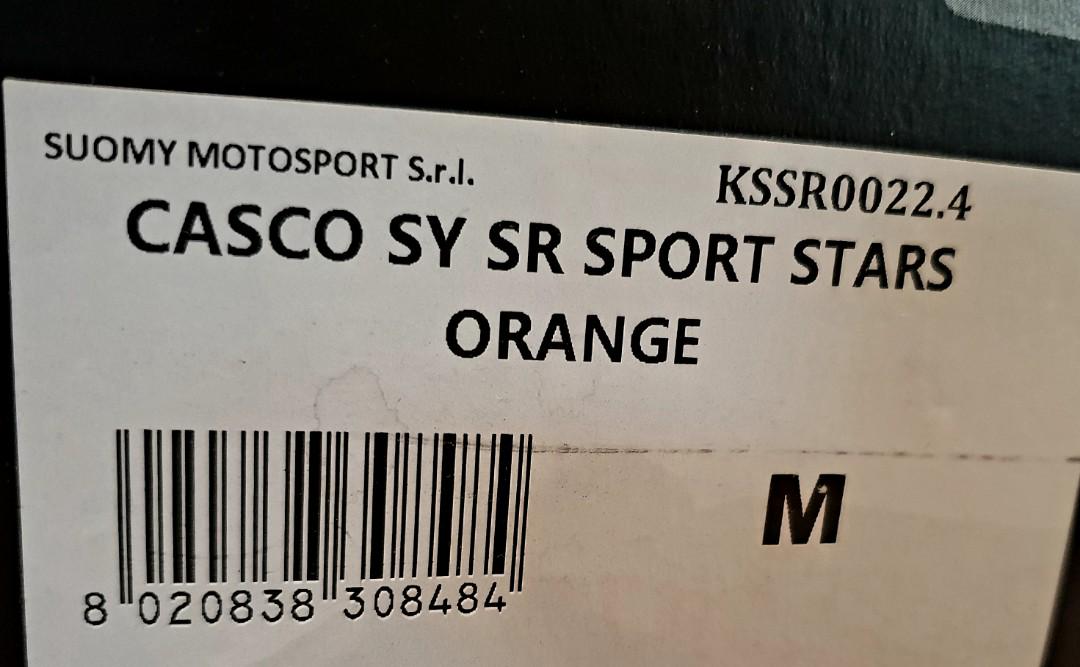 SUOMY MOTOSPORT S.r.l.
KSSR0022.4
CASCO SY SR SPORT STARS
ORANGE
M
8 020838 308484